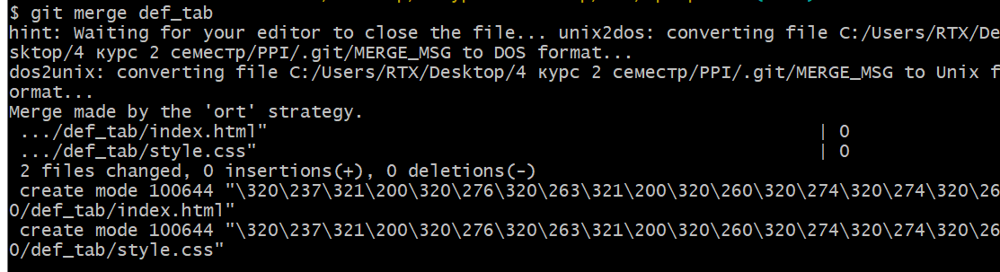 $ git merge def_tab
hint: Waiting for your editor to close the file... unix2dos: converting file C:/Users/RTX/De
sktop/4 курс 2 семестр/PPI/.git/MERGE_MSG to DOS format...
dos2unix: converting file C:/Users/RTX/Desktop/4 курс 2 семестр/PPI/.git/MERGE_MSG to Unix f
ormat...
Merge made by the 'ort' strategy.
.../def_tab/index.html" | 0
.../def_tab/style.css" | 0
2 files changed, 0 insertions(+), 0 deletions(-)
create mode 100644 "\320\237\321\200\320\276\320\263\321\200\320\260\320\274\320\274\320\26
0/def_tab/index.html"
create mode 100644 "\320\237\321\200\320\276\320\263\321\200\320\260\320\274\320\274\320\26
0/def_tab/style.css"